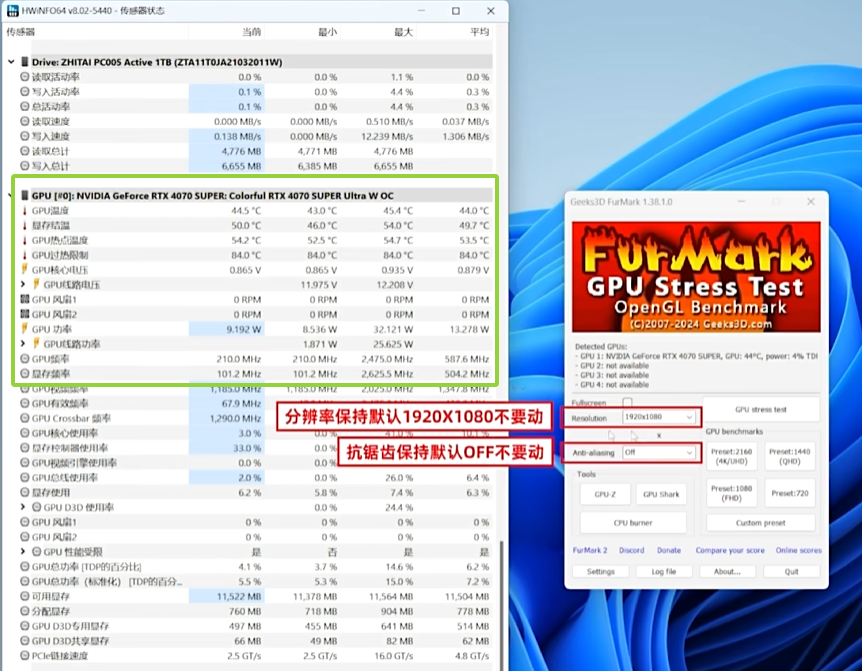 HWiNFO64 v8.02-5440 - 传感器状态
传感器 当前 最小 最大 平均
Drive: ZHITAI PC005 Active 1TB (ZTA11T0JA21032011W)
读取活动率 0.0 % 0.0 % 1.1 % 0.0 %
写入活动率 0.1 % 0.0 % 4.4 % 0.3 %
总活动率 0.1 % 0.0 % 4.4 % 0.3 %
读取速度 0.000 MB/s 0.000 MB/s 0.510 MB/s 0.037 MB/s
写入速度 0.138 MB/s 0.000 MB/s 12.239 MB/s 1.306 MB/s
读取总计 4,776 MB 4,771 MB 4,776 MB
写入总计 6,655 MB 6,385 MB 6,655 MB
GPU [#0]: NVIDIA GeForce RTX 4070 SUPER: Colorful RTX 4070 SUPER Ultra W OC
GPU温度 44.5 °C 43.0 °C 45.4 °C 44.0 °C
显存结温 50.0 °C 46.0 °C 54.0 °C 49.7 °C
GPU热点温度 54.2 °C 52.5 °C 54.7 °C 53.5 °C
GPU过热限制 84.0 °C 84.0 °C 84.0 °C 84.0 °C
GPU核心电压 0.865 V 0.865 V 0.935 V 0.879 V
GPU线路电压 11.975 V 12.208 V
GPU 风扇1 0 RPM 0 RPM 0 RPM 0 RPM
GPU 风扇2 0 RPM 0 RPM 0 RPM 0 RPM
GPU 功率 9.192 W 8.536 W 32.121 W 13.278 W
GPU线路功率 1.871 W 25.625 W
GPU频率 210.0 MHz 210.0 MHz 2,475.0 MHz 587.6 MHz
显存频率 101.2 MHz 101.2 MHz 2,625.5 MHz 504.2 MHz
GPU视频频率 1,185.0 MHz 1,185.0 MHz 2,025.0 MHz 1,347.8 MHz
GPU有效频率 67.9 MHz
GPU Crossbar 频率 1,290.0 MHz
GPU核心使用率 3.0 % 41.0 % 10.1 %
显存控制器使用率 33.0 %
GPU视频引擎使用率 0.0 %
GPU总线使用率 2.0 % 0.0 % 26.0 % 6.4 %
显存使用 6.2 % 5.8 % 7.4 % 6.3 %
GPU D3D 使用率 0.0 % 24.4 %
GPU 风扇1 0 % 0 % 0 % 0 %
GPU 风扇2 0 % 0 % 0 % 0 %
GPU 性能受限 是 否 是 是
GPU总功率 [TDP的百分比] 4.1 % 3.7 % 14.6 % 6.2 %
GPU总功率（标准化） [TDP的百分... 5.5 % 5.3 % 15.0 % 7.2 %
可用显存 11,522 MB 11,378 MB 11,564 MB 11,504 MB
分配显存 760 MB 718 MB 904 MB 778 MB
GPU D3D专用显存 497 MB 455 MB 641 MB 514 MB
GPU D3D共享显存 66 MB 49 MB 82 MB 62 MB
PCIe链接速度 2.5 GT/s 2.5 GT/s 16.0 GT/s 4.8 GT/s
分辨率保持默认1920X1080不要动
抗锯齿保持默认OFF不要动
Geeks3D FurMark 1.38.1.0
FurMark
GPU Stress Test
OpenGL Benchmark
(C)2007-2024 Geeks3D.com
Detected GPUs:
- GPU 1: NVIDIA GeForce RTX 4070 SUPER, GPU: 44°C, power: 4% TDI
- GPU 2: not available
- GPU 3: not available
- GPU 4: not available
Fullscreen
Resolution 1920x1080
x
Anti-aliasing Off
GPU stress test
GPU benchmarks
Preset:2160 (4K/UHD)
Preset:1440 (QHD)
Preset:1080 (FHD)
Preset:720
Custom preset
Tools
GPU-Z
GPU Shark
CPU burner
FurMark 2 Discord Donate Compare your score Online scores
Settings Log file About... Quit